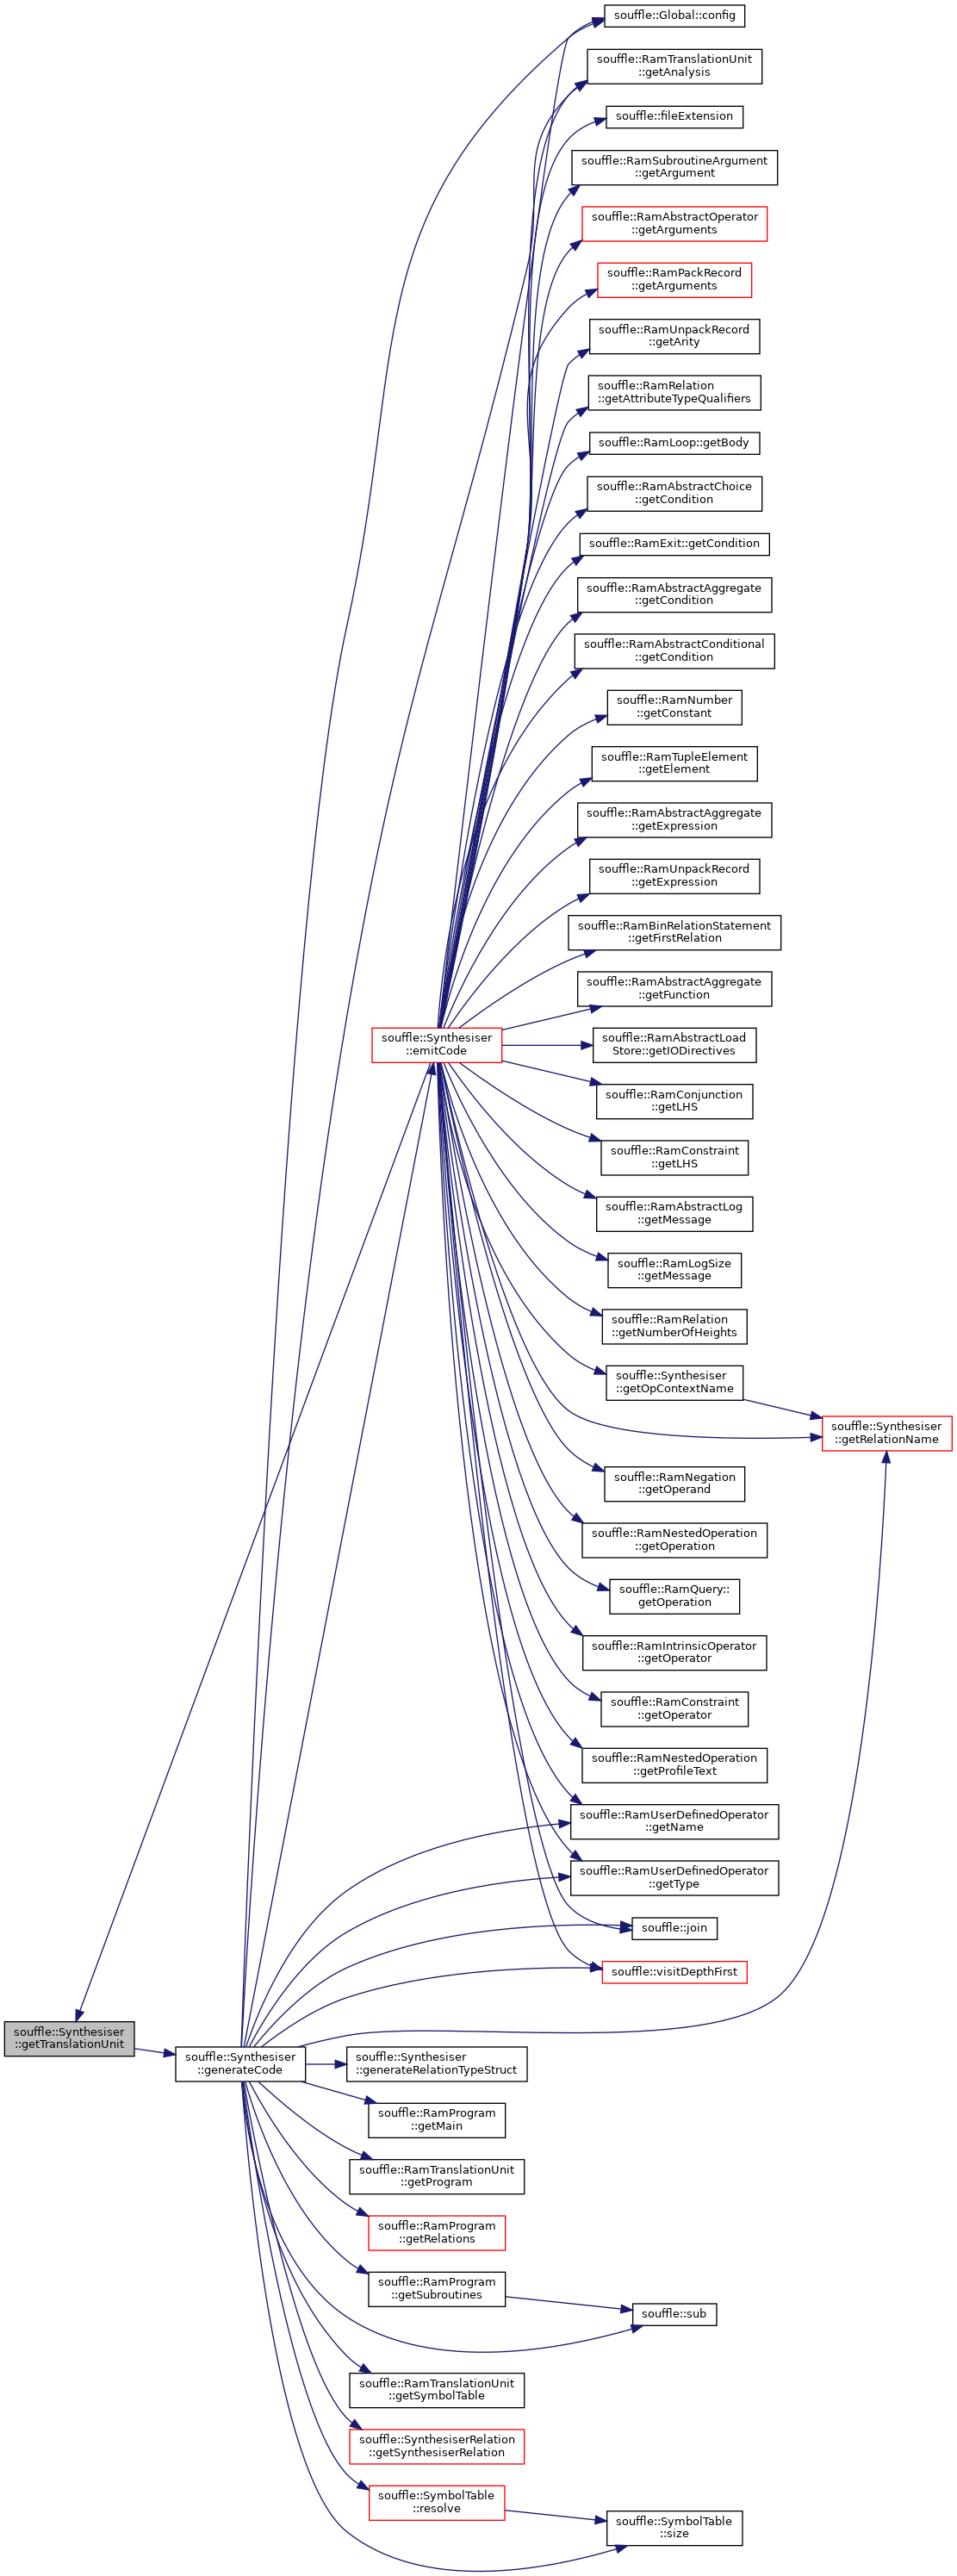 souffle::Global::config
souffle::RamTranslationUnit
::getAnalysis
souffle::fileExtension
souffle::RamSubroutineArgument
::getArgument
souffle::RamAbstractOperator
::getArguments
souffle::RamPackRecord
::getArguments
souffle::RamUnpackRecord
::getArity
souffle::RamRelation
::getAttributeTypeQualifiers
souffle::RamLoop::getBody
souffle::RamAbstractChoice
::getCondition
souffle::RamExit::getCondition
souffle::RamAbstractAggregate
::getCondition
souffle::RamAbstractConditional
::getCondition
souffle::RamNumber
::getConstant
souffle::RamTupleElement
::getElement
souffle::RamAbstractAggregate
::getExpression
souffle::RamUnpackRecord
::getExpression
souffle::RamBinRelationStatement
::getFirstRelation
souffle::RamAbstractAggregate
::getFunction
souffle::Synthesiser
::emitCode
souffle::RamAbstractLoad
Store::getIODirectives
souffle::RamConjunction
::getLHS
souffle::RamConstraint
::getLHS
souffle::RamAbstractLog
::getMessage
souffle::RamLogSize
::getMessage
souffle::RamRelation
::getNumberOfHeights
souffle::Synthesiser
::getOpContextName
souffle::Synthesiser
::getRelationName
souffle::RamNegation
::getOperand
souffle::RamNestedOperation
::getOperation
souffle::RamQuery::
getOperation
souffle::RamIntrinsicOperator
::getOperator
souffle::RamConstraint
::getOperator
souffle::RamNestedOperation
::getProfileText
souffle::RamUserDefinedOperator
::getName
souffle::RamUserDefinedOperator
::getType
souffle::join
souffle::visitDepthFirst
souffle::Synthesiser
::getTranslationUnit
souffle::Synthesiser
::generateCode
souffle::Synthesiser
::generateRelationTypeStruct
souffle::RamProgram
::getMain
souffle::RamTranslationUnit
::getProgram
souffle::RamProgram
::getRelations
souffle::RamProgram
::getSubroutines
souffle::sub
souffle::RamTranslationUnit
::getSymbolTable
souffle::SynthesiserRelation
::getSynthesiserRelation
souffle::SymbolTable
::resolve
souffle::SymbolTable
::size